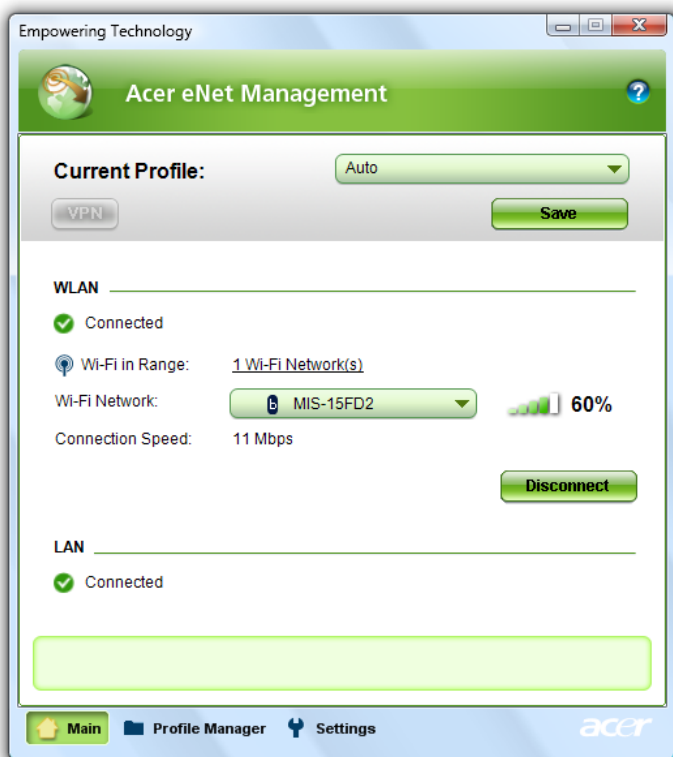 Empowering Technology
Acer eNet Management
Current Profile: Auto
VPN Save
WLAN
Connected
Wi-Fi in Range: 1 Wi-Fi Network(s)
Wi-Fi Network: b MIS-15FD2 60%
Connection Speed: 11 Mbps
Disconnect
LAN
Connected
Main Profile Manager Settings acer